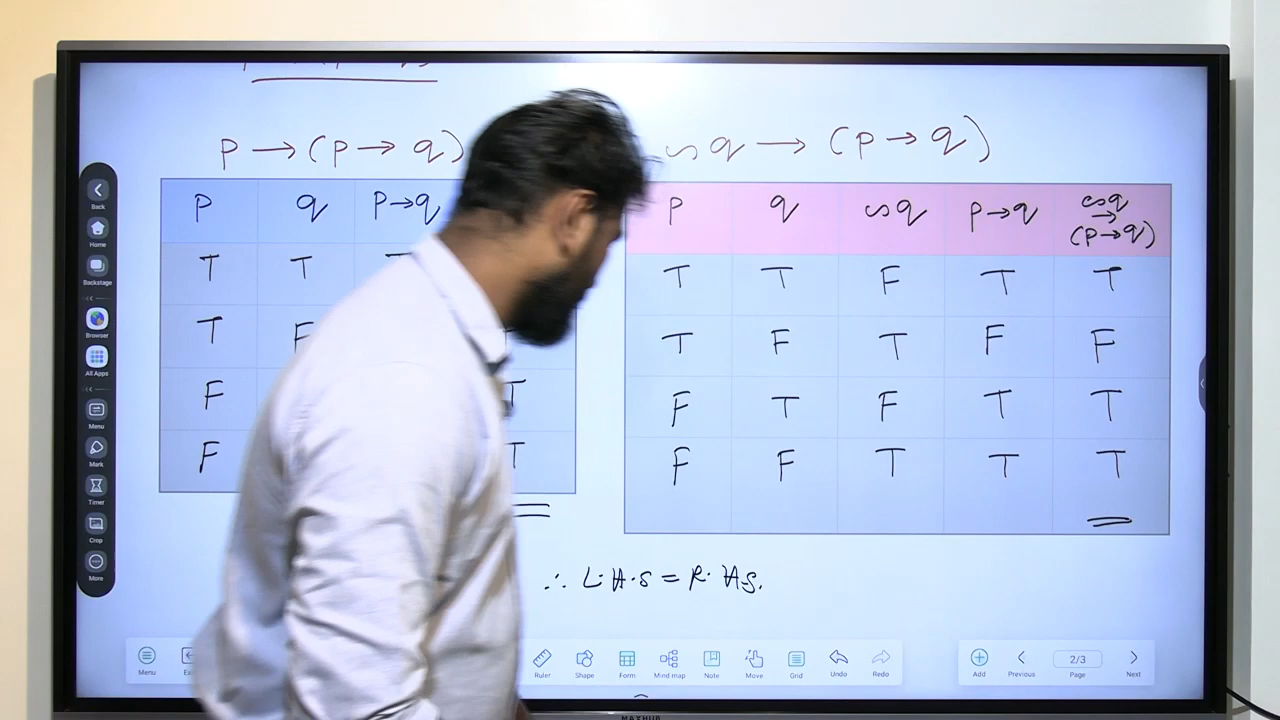 p → (p → q)
∽q → (p → q)
p q p→q
T T
T F
F T
F T
p q ∽q p→q ∽q → (p→q)
T T F T T
T F T F F
F T F T T
F F T T T
∴ L.H.S = R.H.S.
Back
Home
Backstage
Browser
All Apps
Menu
Mark
Timer
Crop
More
Menu Ruler Shape Form Mind map Note Move Grid Undo Redo Add Previous 2/3 Page Next
MAXHUB